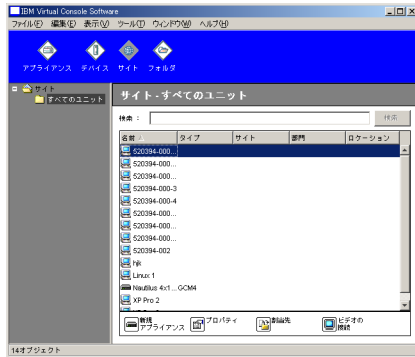 IBM Virtual Console Software
ファイル(F) 編集(E) 表示(V) ツール(T) ウィンドウ(W) ヘルプ(H)
アプライアンス デバイス サイト フォルダ
サイト
すべてのユニット
サイト - すべてのユニット
検索 : 検索
名前 タイプ サイト 部門 ロケーション
520394-000...
520394-000...
520394-000...
520394-000-3
520394-000-4
520394-000...
520394-000...
520394-000...
520394-002
hjk
Linux 1
Nautilus 4x1... GCM4
XP Pro 2
新規アプライアンス プロパティ 割当先 ビデオの接続
14オブジェクト